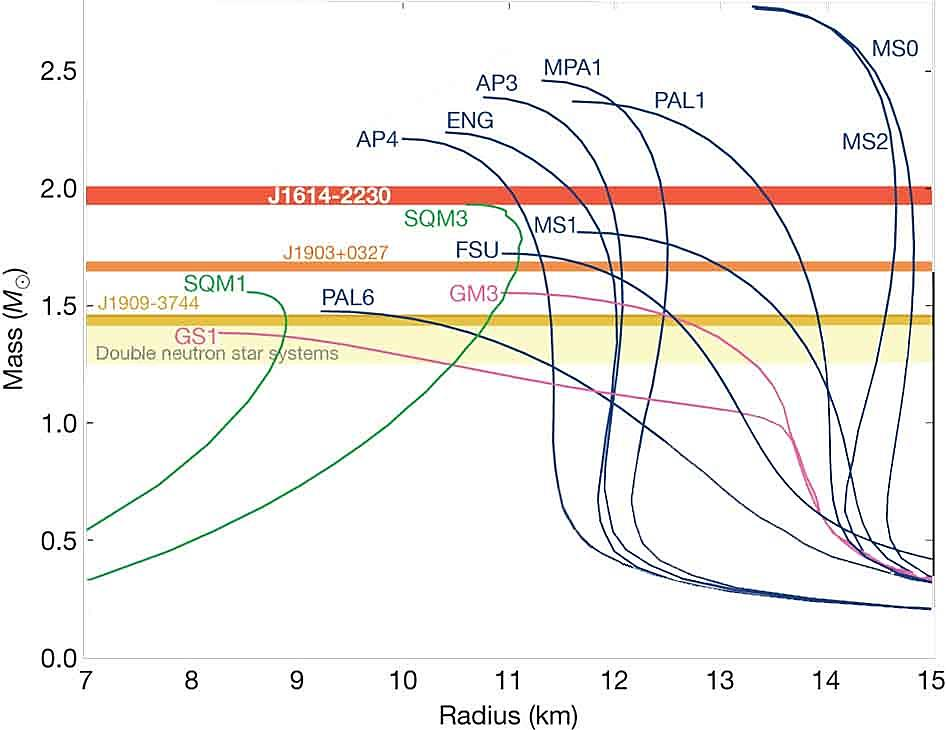 MS0
2.5
MPA1
AP3
PAL1
ENG
AP4
MS2
2.0
J1614-2230
SQM3
MS1
J1903+0327
FSU
SQM1
GM3
PAL6
J1909-3744
1.5
GS1
Double neutron star systems
Mass (M☉)
1.0
0.5
0.0
7 8 9 10 11 12 13 14 15
Radius (km)